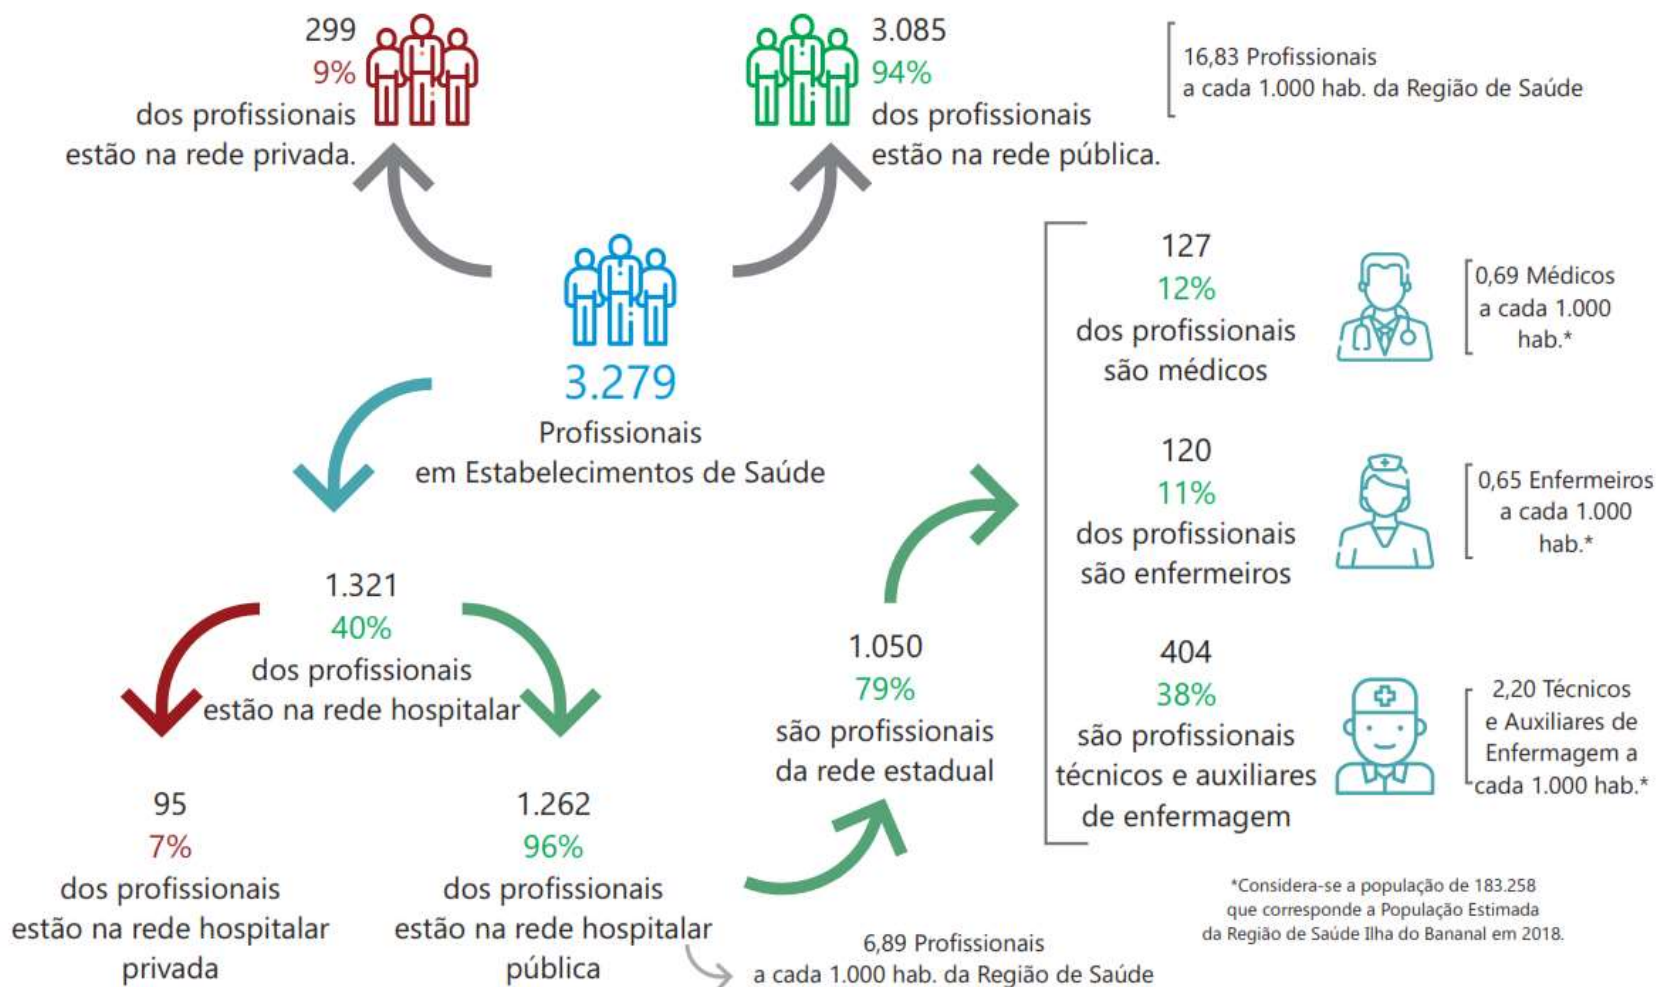 299
9%
dos profissionais
estão na rede privada.
3.085
94%
dos profissionais
estão na rede pública.
16,83 Profissionais
a cada 1.000 hab. da Região de Saúde
3.279
Profissionais
em Estabelecimentos de Saúde
1.321
40%
dos profissionais
estão na rede hospitalar
95
7%
dos profissionais
estão na rede hospitalar
privada
1.262
96%
dos profissionais
estão na rede hospitalar
pública
6,89 Profissionais
a cada 1.000 hab. da Região de Saúde
1.050
79%
são profissionais
da rede estadual
127
12%
dos profissionais
são médicos
0,69 Médicos
a cada 1.000
hab.*
120
11%
dos profissionais
são enfermeiros
0,65 Enfermeiros
a cada 1.000
hab.*
404
38%
são profissionais
técnicos e auxiliares
de enfermagem
2,20 Técnicos
e Auxiliares de
Enfermagem a
cada 1.000 hab.*
*Considera-se a população de 183.258
que corresponde a População Estimada
da Região de Saúde Ilha do Bananal em 2018.